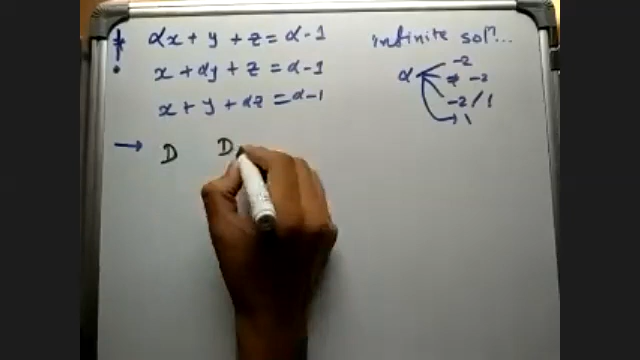 * αx + y + z = α-1
• x + αy + z = α-1
x + y + αz = α-1
infinite solⁿ...
α
-2
≠ -2
-2/1
1
→ D D